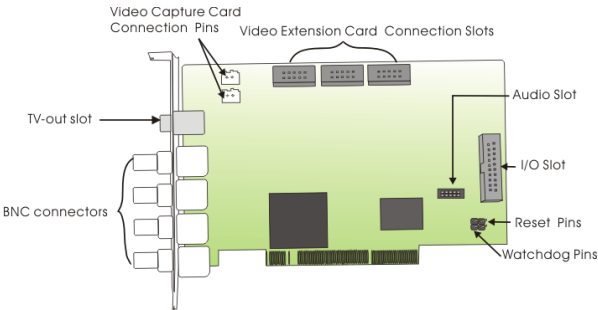 Video Capture Card
Connection Pins
Video Extension Card Connection Slots
Audio Slot
TV-out slot
I/O Slot
BNC connectors
Reset Pins
Watchdog Pins